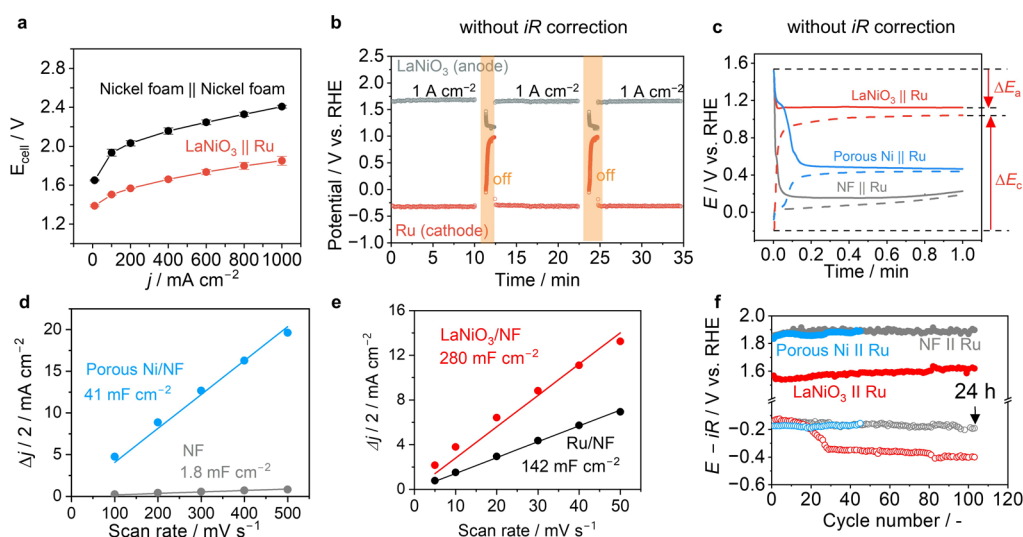 a
E_cell / V
2.8
2.4
2.0
1.6
1.2
Nickel foam || Nickel foam
LaNiO₃ || Ru
0 200 400 600 800 1000
j / mA cm⁻²
b
without iR correction
Potential / V vs. RHE
2.5
2.0
1.5
1.0
0.5
0.0
−0.5
−1.0
LaNiO₃ (anode)
1 A cm⁻² 1 A cm⁻² 1 A cm⁻²
off off
Ru (cathode)
0 5 10 15 20 25 30 35
Time / min
c
without iR correction
E / V vs. RHE
1.6
1.2
0.8
0.4
0.0
LaNiO₃ || Ru
Porous Ni || Ru
NF || Ru
ΔEₐ
ΔE_c
0.0 0.2 0.4 0.6 0.8 1.0
Time / min
d
Δj / 2 / mA cm⁻²
20
15
10
5
0
Porous Ni/NF
41 mF cm⁻²
NF
1.8 mF cm⁻²
0 100 200 300 400 500
Scan rate / mV s⁻¹
e
Δj / 2 / mA cm⁻²
16
12
8
4
0
LaNiO₃/NF
280 mF cm⁻²
Ru/NF
142 mF cm⁻²
0 10 20 30 40 50
Scan rate / mV s⁻¹
f
E − iR / V vs. RHE
2.0
1.8
1.6
−0.2
−0.4
−0.6
NF II Ru
Porous Ni II Ru
LaNiO₃ II Ru
24 h
0 20 40 60 80 100 120
Cycle number / -